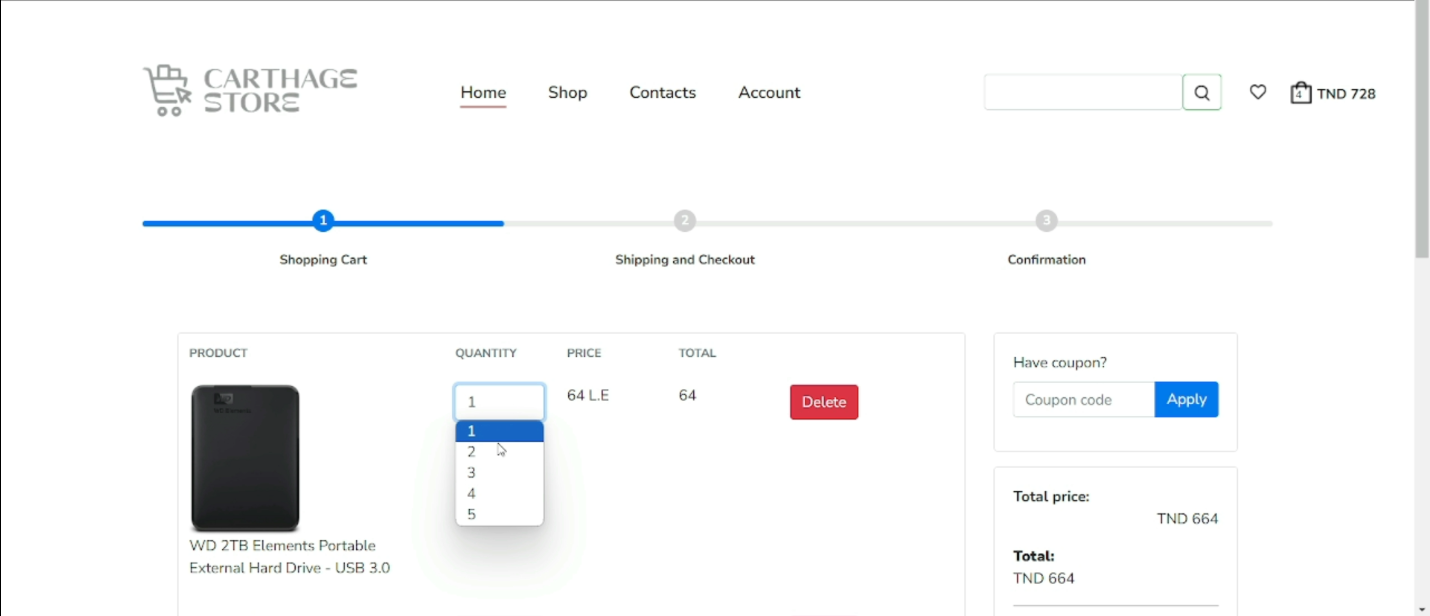 CARTHAGE
STORE
Home
Shop
Contacts
Account
4
TND 728
1
2
3
Shopping Cart
Shipping and Checkout
Confirmation
PRODUCT
QUANTITY
PRICE
TOTAL
1
64 L.E
64
Delete
1
2
3
4
5
WD 2TB Elements Portable
External Hard Drive - USB 3.0
Have coupon?
Coupon code
Apply
Total price:
TND 664
Total:
TND 664